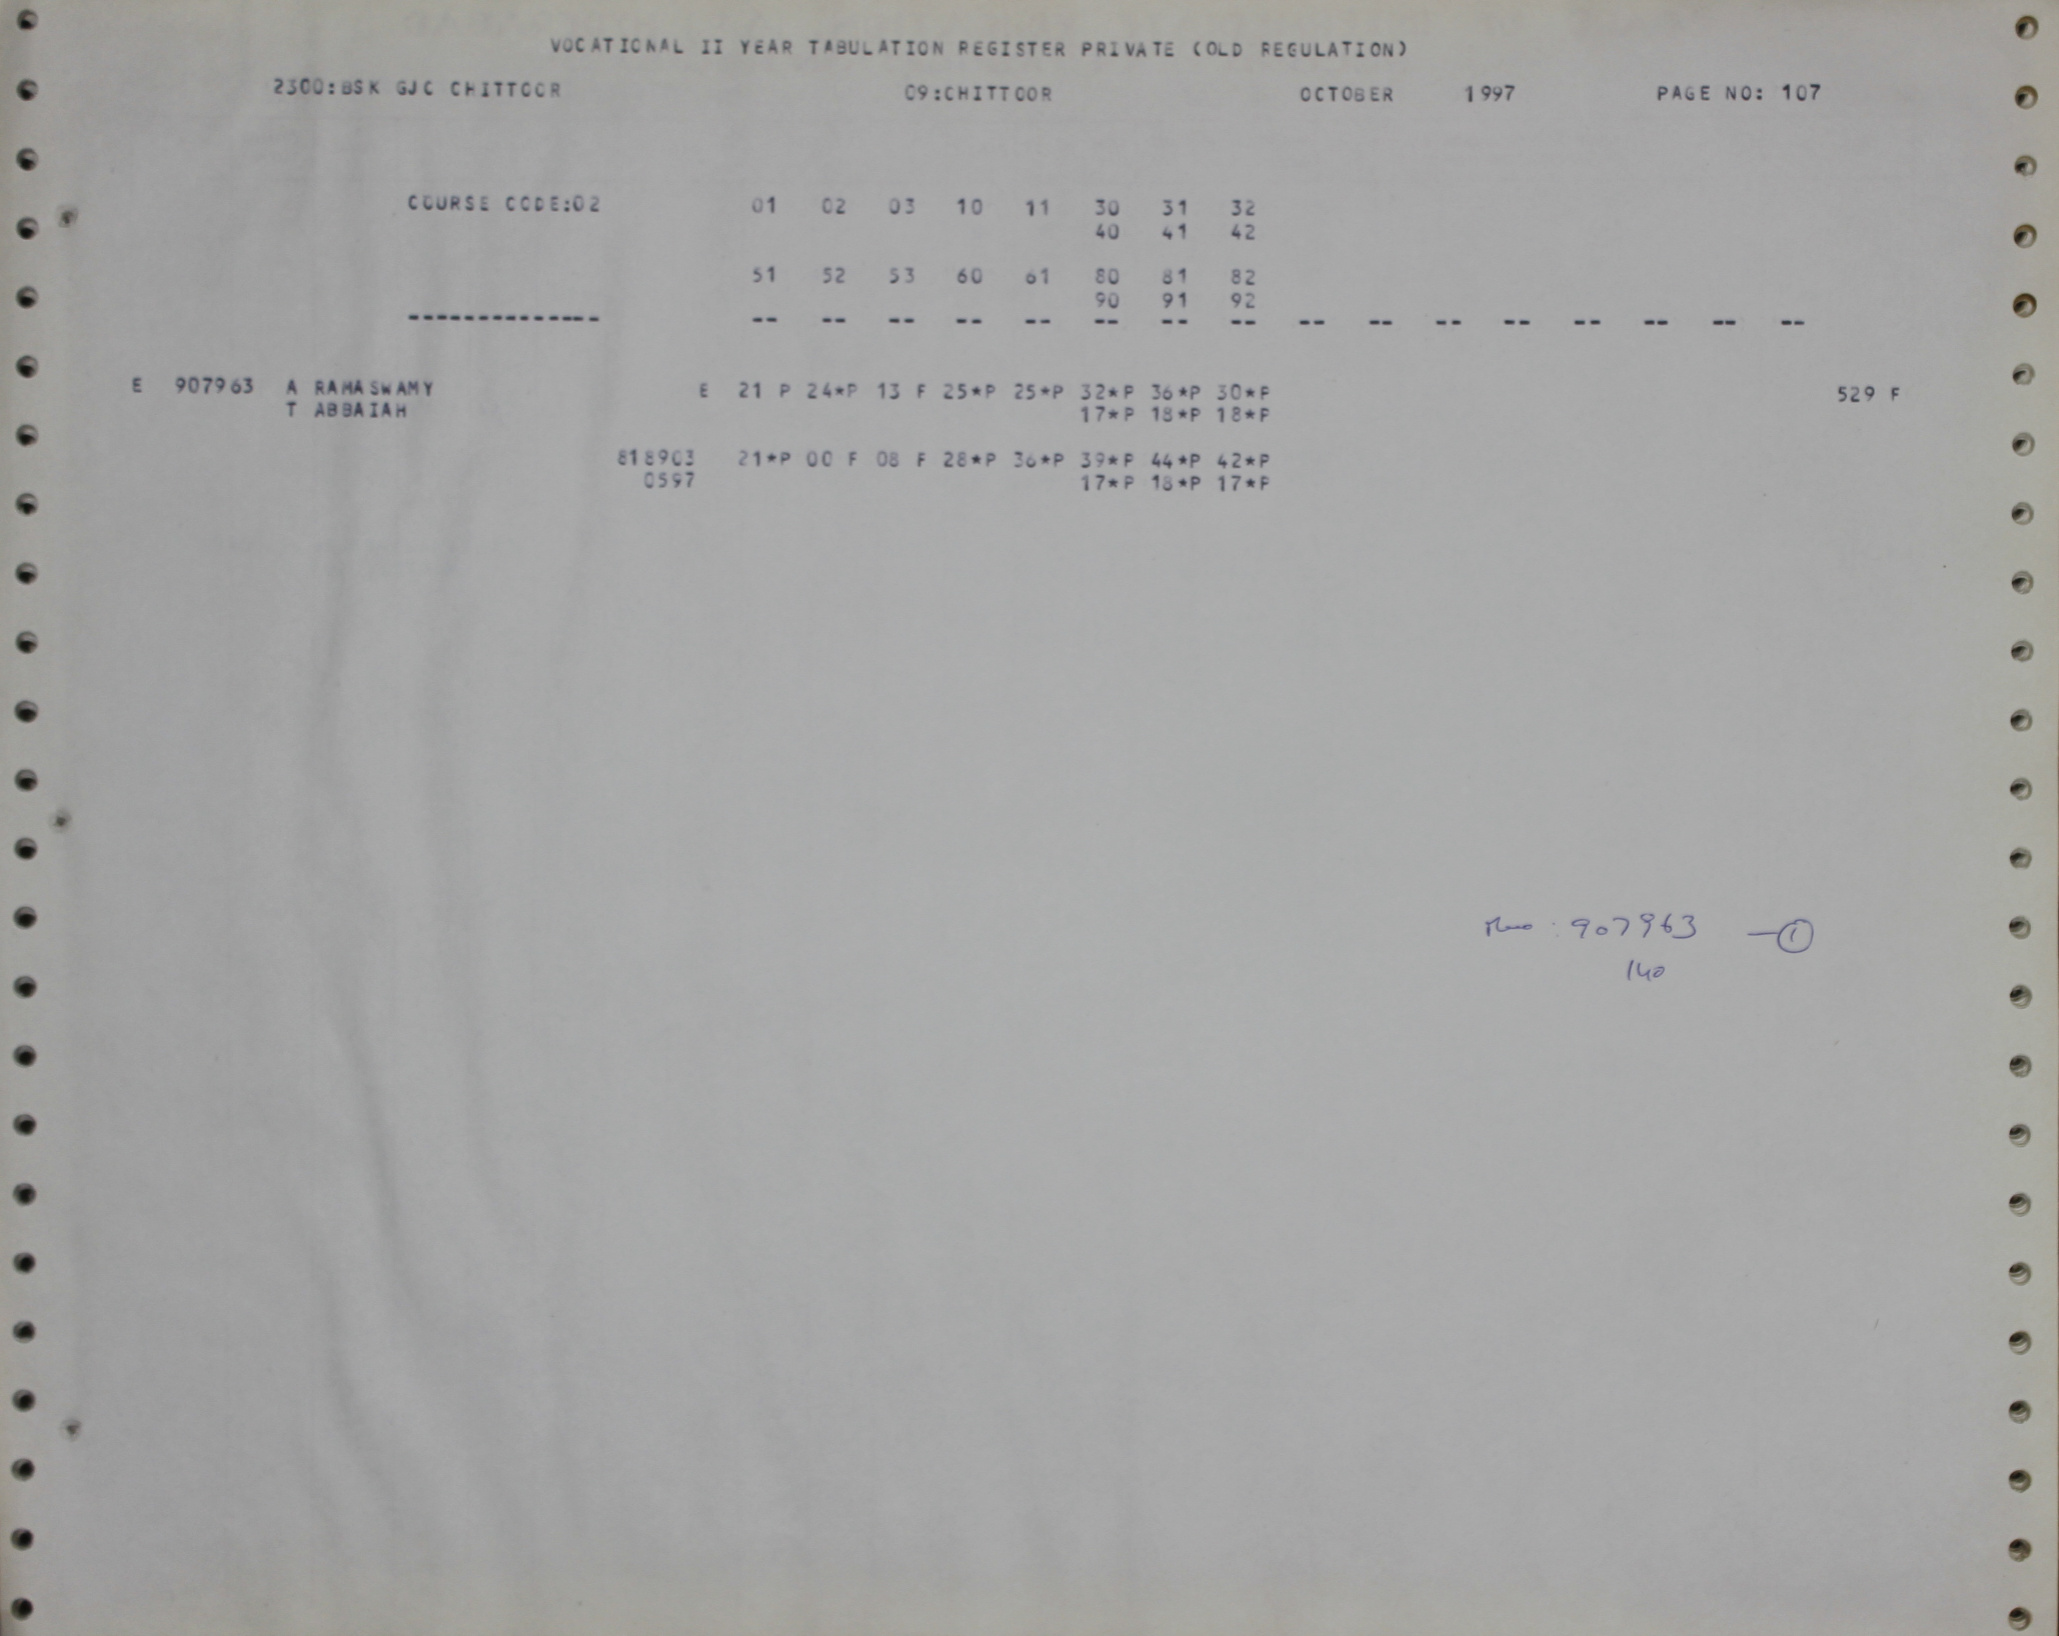 VOCATIONAL II YEAR TABULATION REGISTER PRIVATE (OLD REGULATION)
2300:BSK GJC CHITTOOR 09:CHITTOOR OCTOBER 1997 PAGE NO: 107
COURSE CODE:02 01 02 03 10 11 30 31 32
40 41 42
51 52 53 60 61 80 81 82
90 91 92
-------------- -- -- -- -- -- -- -- -- -- -- -- -- -- -- -- --
E 907963 A RAMASWAMY E 21 P 24*P 13 F 25*P 25*P 32*P 36*P 30*P 529 F
T ABBAIAH 17*P 18*P 18*P
818903 21*P 00 F 08 F 28*P 36*P 39*P 44*P 42*P
0597 17*P 18*P 17*P
: 907963 — 1
140